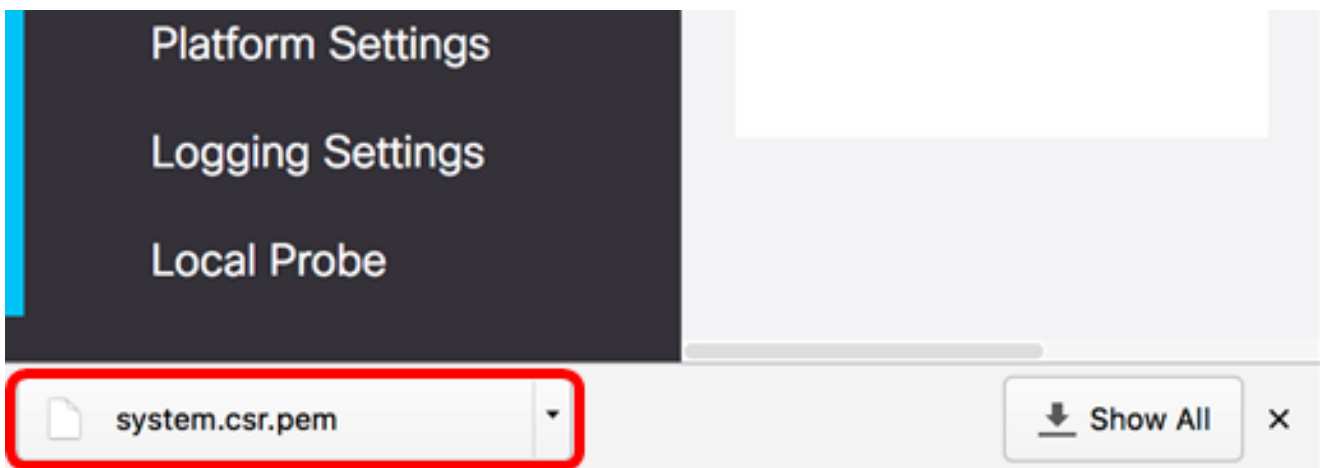 Platform Settings
Logging Settings
Local Probe
system.csr.pem
Show All